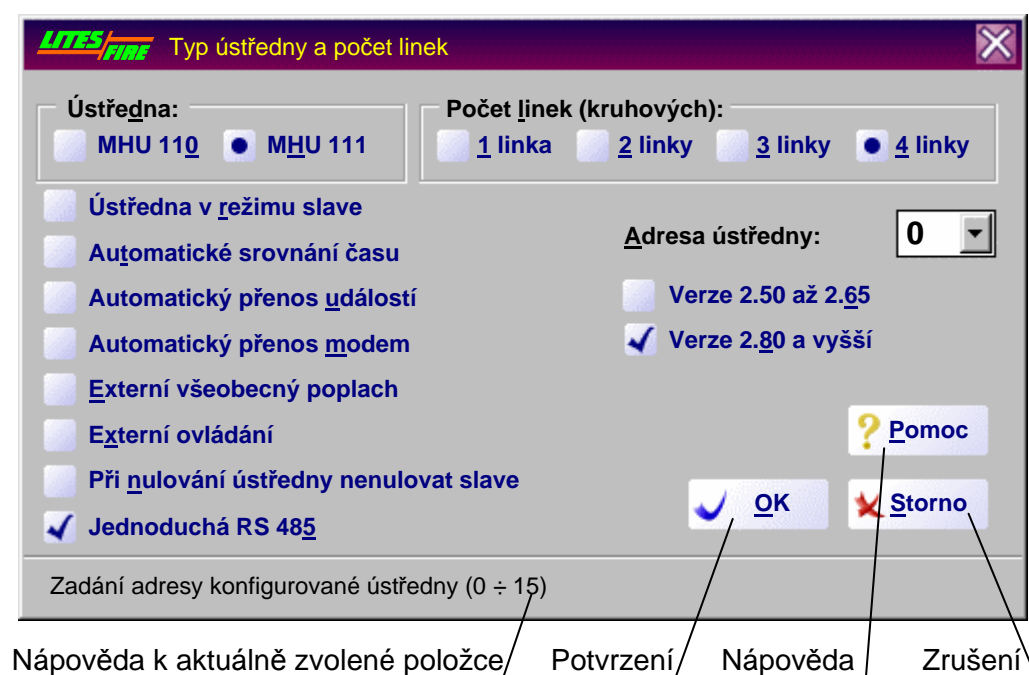 LITES FIRE Typ ústředny a počet linek
Ústředna:
MHU 110 MHU 111
Počet linek (kruhových):
1 linka 2 linky 3 linky 4 linky
Ústředna v režimu slave
Automatické srovnání času
Automatický přenos událostí
Automatický přenos modem
Externí všeobecný poplach
Externí ovládání
Při nulování ústředny nenulovat slave
Jednoduchá RS 485
Adresa ústředny: 0
Verze 2.50 až 2.65
Verze 2.80 a vyšší
? Pomoc
OK Storno
Zadání adresy konfigurované ústředny (0 ÷ 15)
Nápověda k aktuálně zvolené položce Potvrzení Nápověda Zrušení